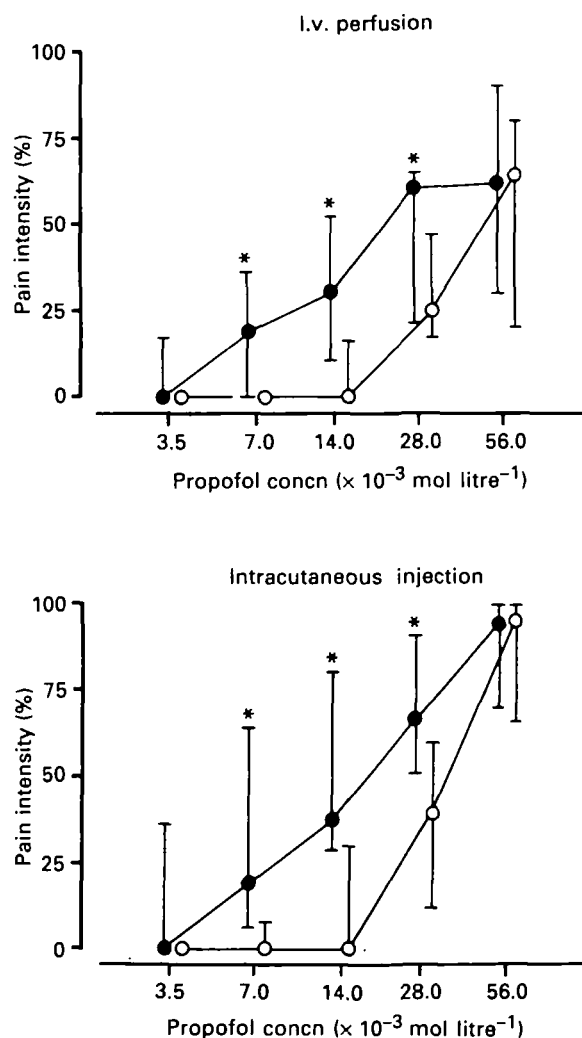 I.v. perfusion
100
75
50
25
0
Pain intensity (%)
*
*
*
3.5 7.0 14.0 28.0 56.0
Propofol concn (× 10⁻³ mol litre⁻¹)
Intracutaneous injection
100
75
50
25
0
Pain intensity (%)
*
*
*
3.5 7.0 14.0 28.0 56.0
Propofol concn (× 10⁻³ mol litre⁻¹)